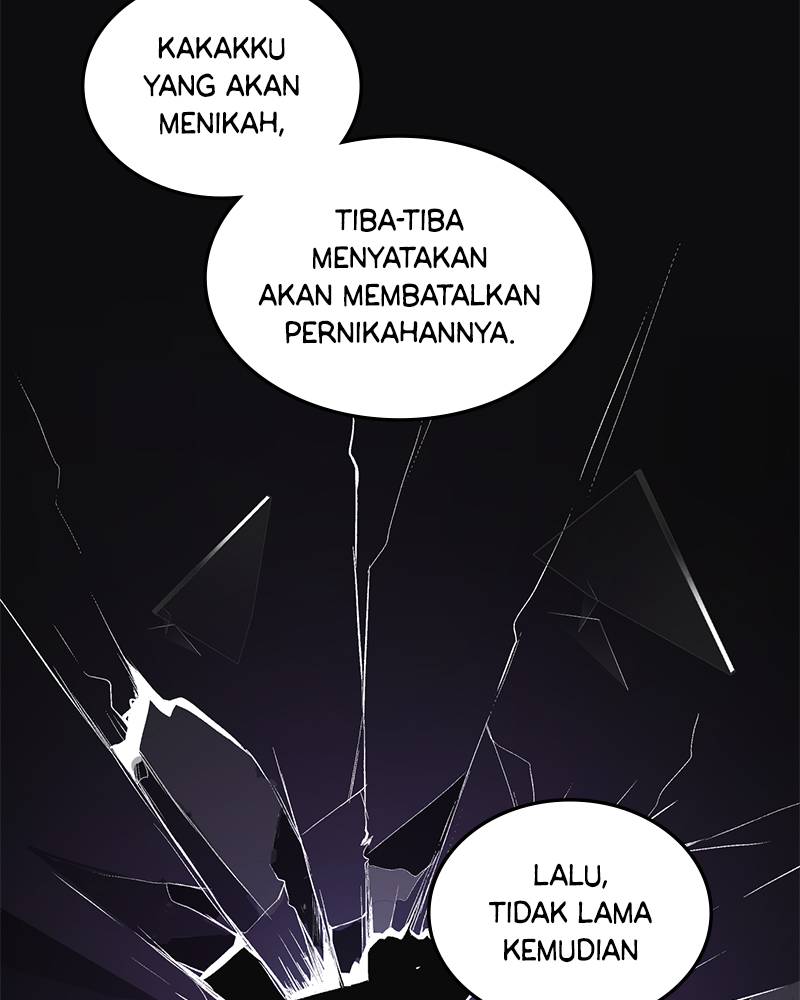 KAKAKKU
YANG AKAN
MENIKAH,
TIBA-TIBA
MENYATAKAN
AKAN MEMBATALKAN
PERNIKAHANNYA.
LALU,
TIDAK LAMA
KEMUDIAN